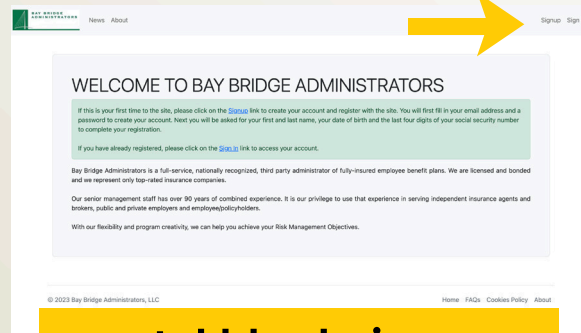 BAY BRIDGE
ADMINISTRATORS
News About
Signup Sign
WELCOME TO BAY BRIDGE ADMINISTRATORS
If this is your first time to the site, please click on the Signup link to create your account and register with the site. You will first fill in your email address and a
password to create your account. Next you will be asked for your first and last name, your date of birth and the last four digits of your social security number
to complete your registration.
If you have already registered, please click on the Sign In link to access your account.
Bay Bridge Administrators is a full-service, nationally recognized, third party administrator of fully-insured employee benefit plans. We are licensed and bonded
and we represent only top-rated insurance companies.
Our senior management staff has over 90 years of combined experience. It is our privilege to use that experience in serving independent insurance agents and
brokers, public and private employers and employee/policyholders.
With our flexibility and program creativity, we can help you achieve your Risk Management Objectives.
© 2023 Bay Bridge Administrators, LLC
Home FAQs Cookies Policy About